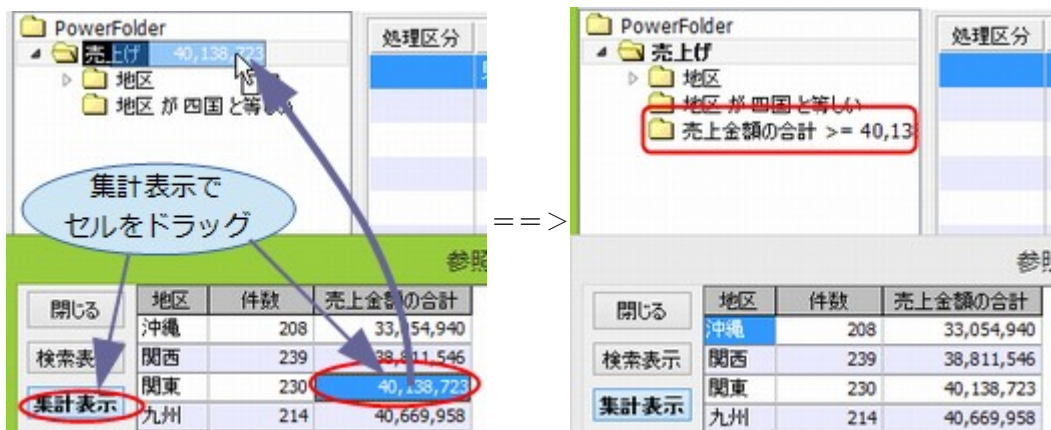 PowerFolder
処理区分
売上げ 40,138,723
地区
地区 が 四国 と等しい
集計表示で
セルをドラッグ
参照
閉じる
検索表
集計表示
地区 件数 売上金額の合計
沖縄 208 33,054,940
関西 239 38,811,546
関東 230 40,138,723
九州 214 40,669,958
==>
PowerFolder
処理区分
売上げ
地区
地区 が 四国 と等しい
売上金額の合計 >= 40,13
参照
閉じる
検索表示
集計表示
地区 件数 売上金額の合計
沖縄 208 33,054,940
関西 239 38,811,546
関東 230 40,138,723
九州 214 40,669,958